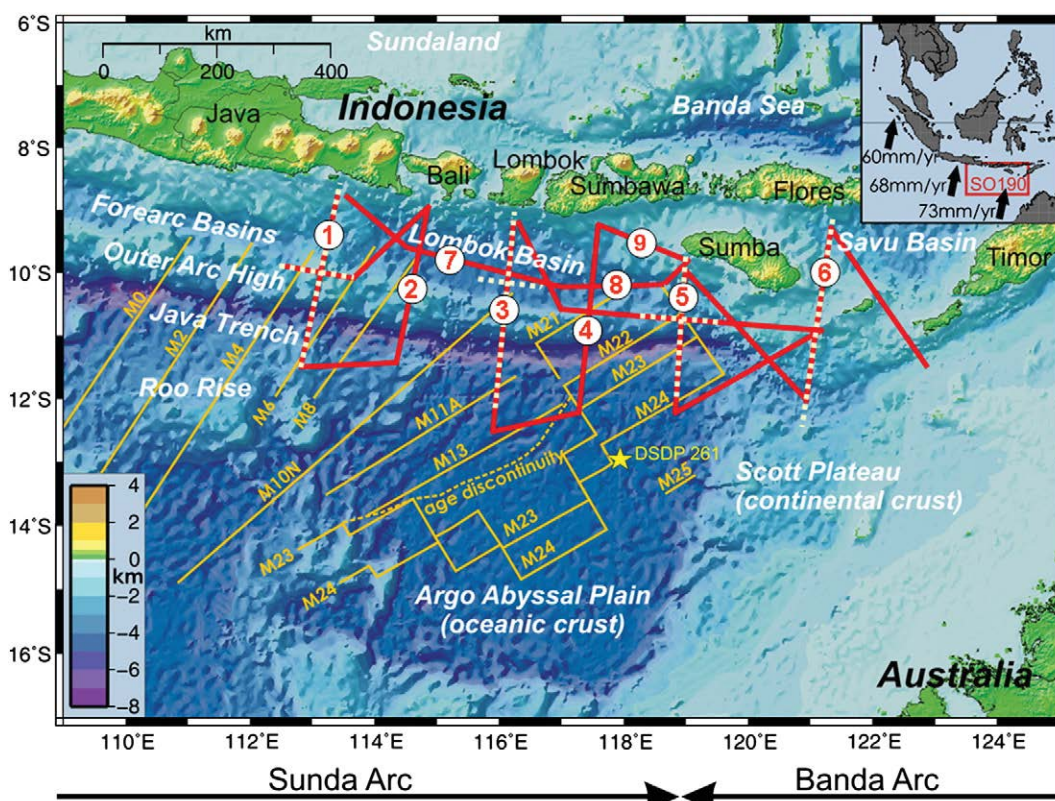 6°S
8°S
10°S
12°S
14°S
16°S
km
0
200
400
Sundaland
Indonesia
Java
Bali
Lombok
Sumbawa
Flores
Banda Sea
Sumba
Savu Basin
Timor
60mm/yr
68mm/yr
73mm/yr
SO190
Forearc Basins
Outer Arc High
Java Trench
Roo Rise
Lombok Basin
1
2
3
4
5
6
7
8
9
M0
M2
M4
M6
M8
M10N
M11A
M13
M21
M22
M23
M24
M25
age discontinuity
DSDP 261
M23
M24
M23
M24
Scott Plateau
(continental crust)
Argo Abyssal Plain
(oceanic crust)
Australia
4
2
0
km
−2
−4
−6
−8
110°E
112°E
114°E
116°E
118°E
120°E
122°E
124°E
Sunda Arc
Banda Arc